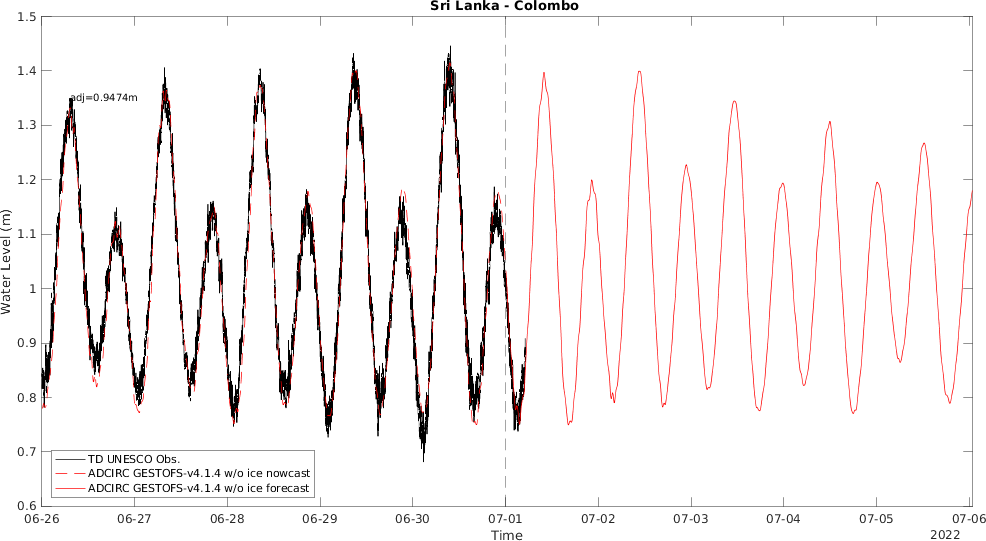 Sri Lanka - Colombo
1.5
1.4
1.3
1.2
1.1
1
0.9
0.8
0.7
0.6
Water Level (m)
adj=0.9474m
TD UNESCO Obs.
ADCIRC GESTOFS-v4.1.4 w/o ice nowcast
ADCIRC GESTOFS-v4.1.4 w/o ice forecast
06-26 06-27 06-28 06-29 06-30 07-01 07-02 07-03 07-04 07-05 07-06
Time
2022